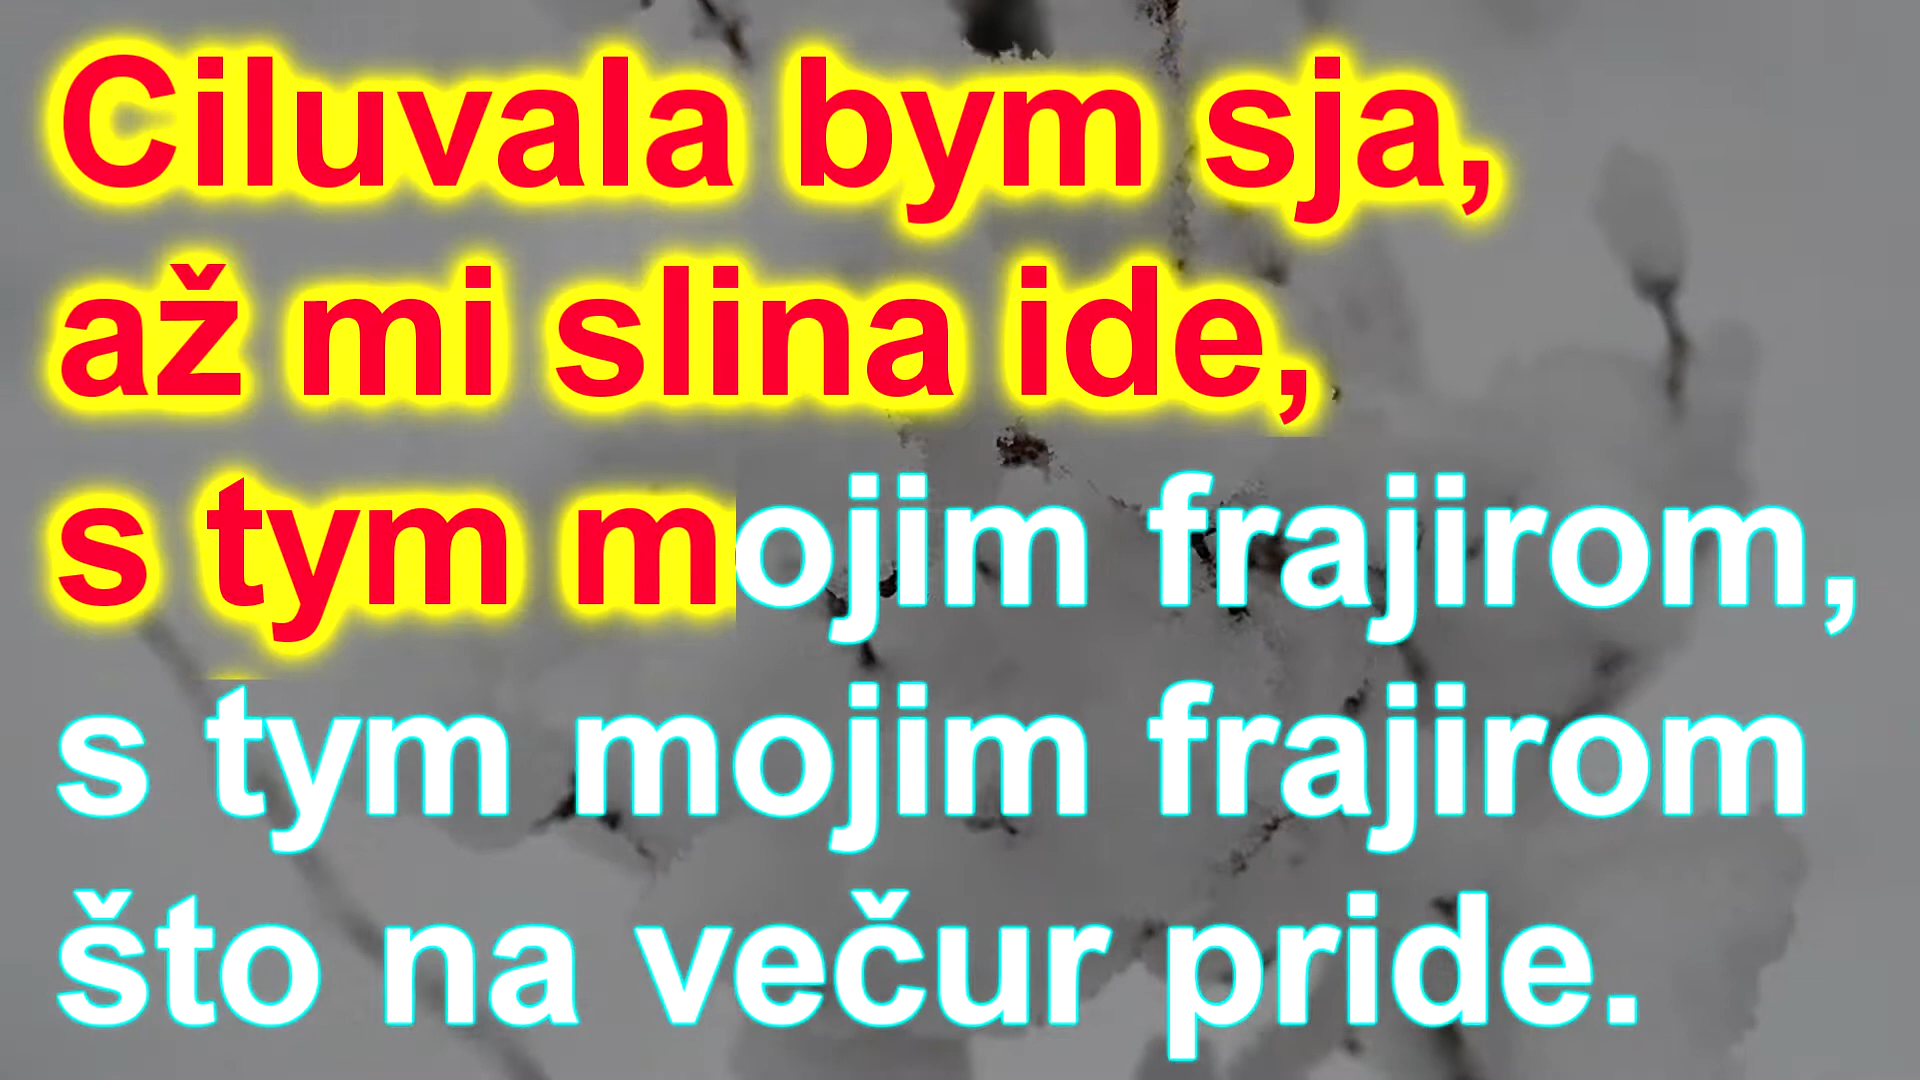 Ciluvala bym sja,
až mi slina ide,
s tym mojim frajirom,
s tym mojim frajirom
što na večur pride.